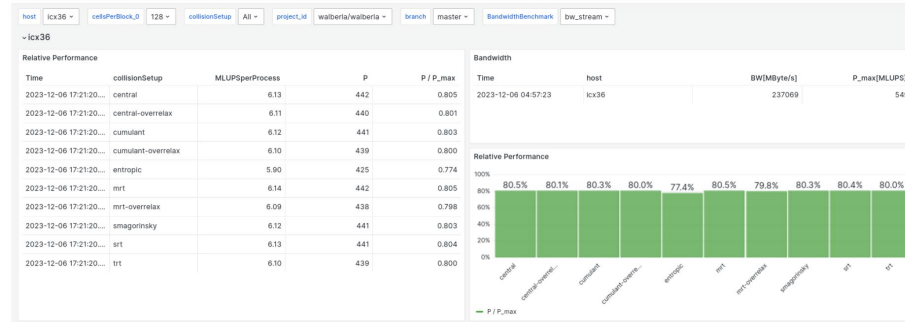 host icx36 cellsPerBlock_0 128 collisionSetup All project_id walberla/walberla branch master BandwidthBenchmark bw_stream
icx36
Relative Performance
Time collisionSetup MLUPSperProcess P P / P_max
2023-12-06 17:21:20.... central 6.13 442 0.805
2023-12-06 17:21:20.... central-overrelax 6.11 440 0.801
2023-12-06 17:21:20.... cumulant 6.12 441 0.803
2023-12-06 17:21:20.... cumulant-overrelax 6.10 439 0.800
2023-12-06 17:21:20.... entropic 5.90 425 0.774
2023-12-06 17:21:20.... mrt 6.14 442 0.805
2023-12-06 17:21:20.... mrt-overrelax 6.09 438 0.798
2023-12-06 17:21:20.... smagorinsky 6.12 441 0.803
2023-12-06 17:21:20.... srt 6.13 441 0.804
2023-12-06 17:21:20.... trt 6.10 439 0.800
Bandwidth
Time host BW[MByte/s] P_max[MLUPS]
2023-12-06 04:57:23 icx36 237069
Relative Performance
100%
80%
60%
40%
20%
0%
80.5% 80.1% 80.3% 80.0% 77.4% 80.5% 79.8% 80.3% 80.4% 80.0%
central central-overrel... cumulant cumulant-overre... entropic mrt mrt-overrelax smagorinsky srt trt
P / P_max